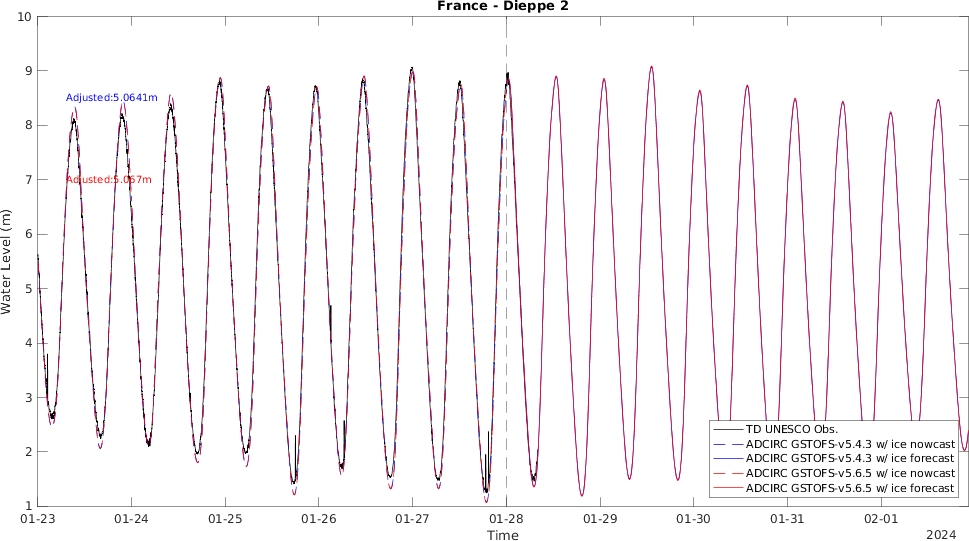 France - Dieppe 2
10
9
8
7
6
5
4
3
2
1
Water Level (m)
Adjusted:5.0641m
Adjusted:5.067m
TD UNESCO Obs.
ADCIRC GSTOFS-v5.4.3 w/ ice nowcast
ADCIRC GSTOFS-v5.4.3 w/ ice forecast
ADCIRC GSTOFS-v5.6.5 w/ ice nowcast
ADCIRC GSTOFS-v5.6.5 w/ ice forecast
01-23 01-24 01-25 01-26 01-27 01-28 01-29 01-30 01-31 02-01
Time
2024